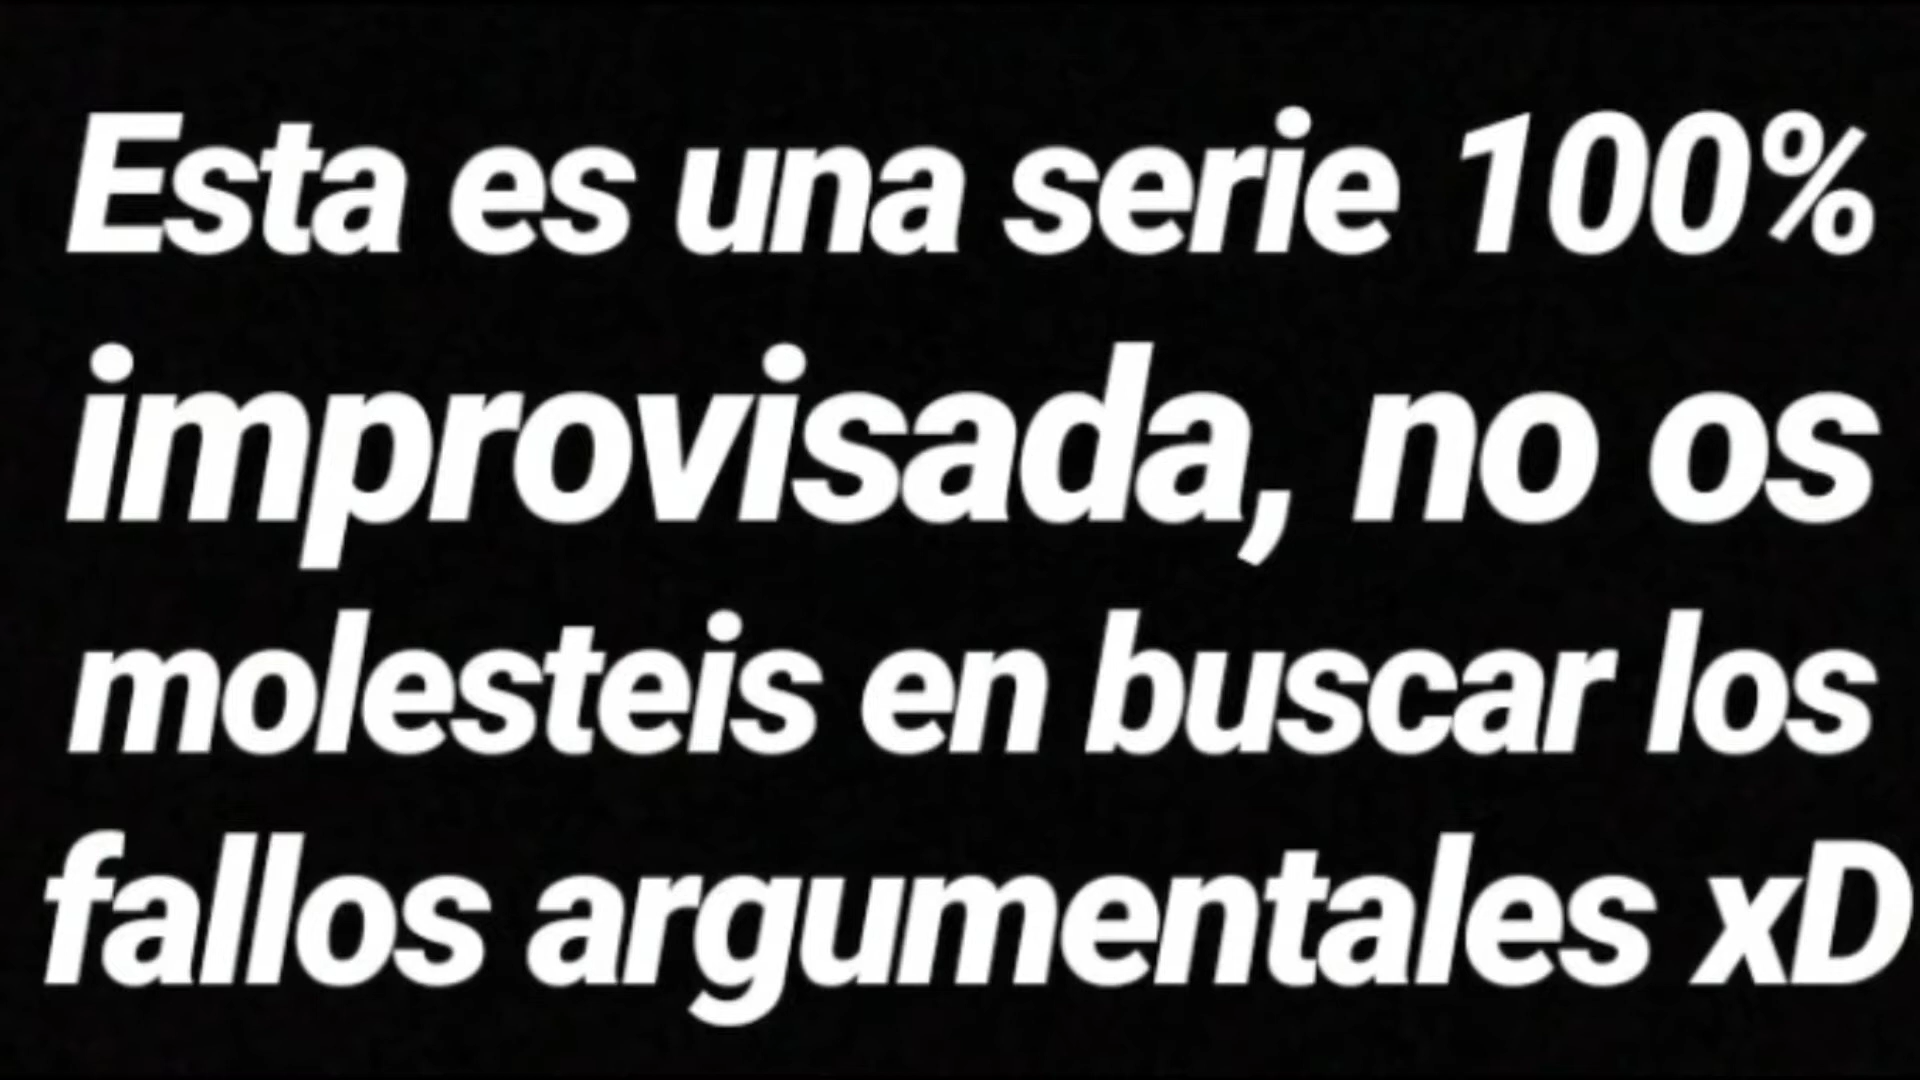 Esta es una serie 100%
improvisada, no os
molesteis en buscar los
fallos argumentales xD